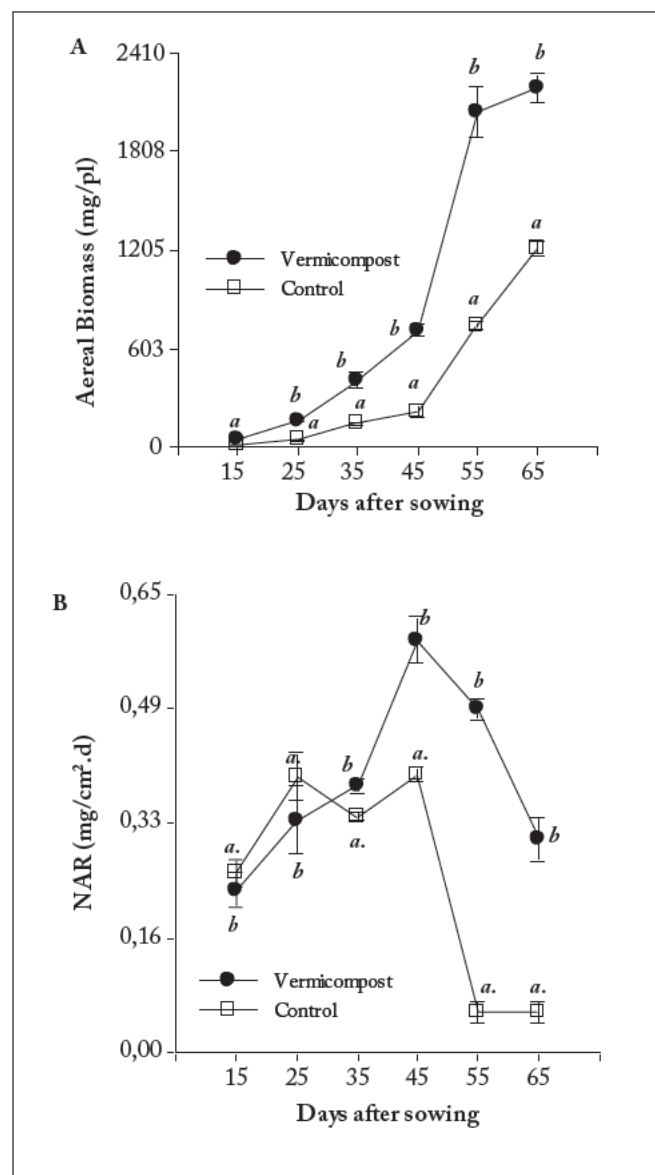 A
Aereal Biomass (mg/pl)
2410
1808
1205
603
0
Vermicompost
Control
a
b
a
b
a
b
a
b
a
b
a
15 25 35 45 55 65
Days after sowing
B
NAR (mg/cm².d)
0,65
0,49
0,33
0,16
0,00
a.
b
a.
b
b
a.
b
a.
b
a.
b
a.
Vermicompost
Control
15 25 35 45 55 65
Days after sowing